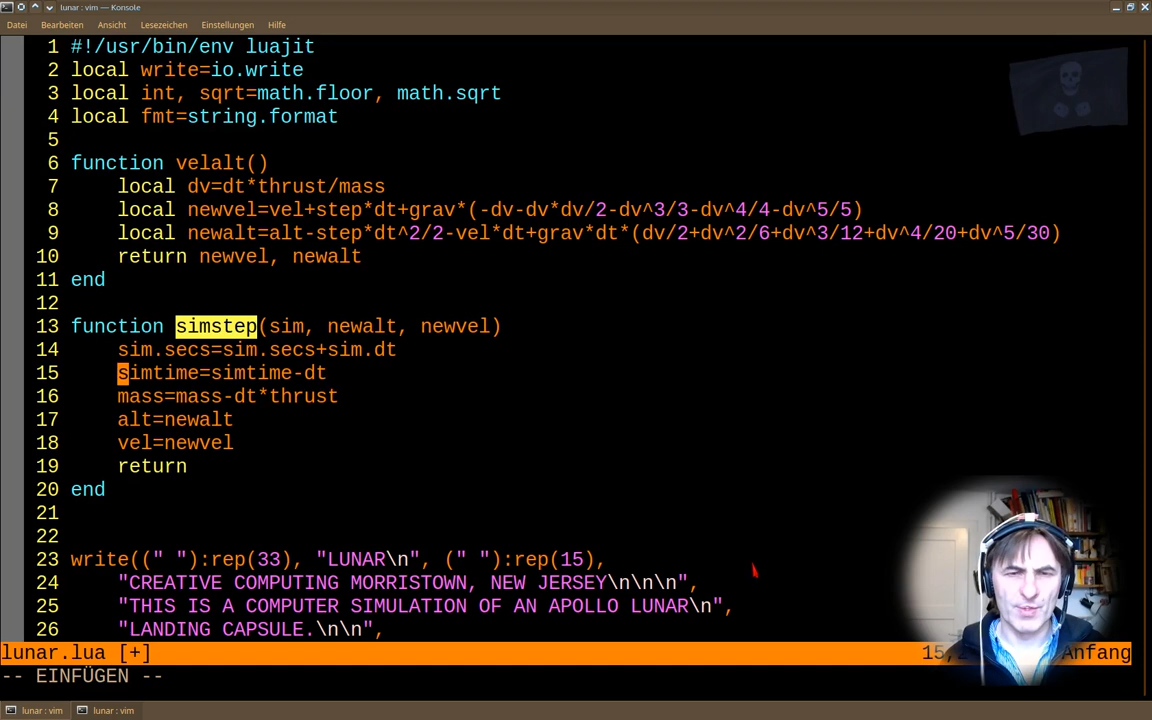 lunar : vim — Konsole
Datei Bearbeiten Ansicht Lesezeichen Einstellungen Hilfe
1 #!/usr/bin/env luajit
2 local write=io.write
3 local int, sqrt=math.floor, math.sqrt
4 local fmt=string.format
5
6 function velalt()
7 local dv=dt*thrust/mass
8 local newvel=vel+step*dt+grav*(-dv-dv*dv/2-dv^3/3-dv^4/4-dv^5/5)
9 local newalt=alt-step*dt^2/2-vel*dt+grav*dt*(dv/2+dv^2/6+dv^3/12+dv^4/20+dv^5/30)
10 return newvel, newalt
11 end
12
13 function simstep(sim, newalt, newvel)
14 sim.secs=sim.secs+sim.dt
15 simtime=simtime-dt
16 mass=mass-dt*thrust
17 alt=newalt
18 vel=newvel
19 return
20 end
21
22
23 write((" "):rep(33), "LUNAR\n", (" "):rep(15),
24 "CREATIVE COMPUTING MORRISTOWN, NEW JERSEY\n\n\n",
25 "THIS IS A COMPUTER SIMULATION OF AN APOLLO LUNAR\n",
26 "LANDING CAPSULE.\n\n",
lunar.lua [+] 15, Anfang
-- EINFÜGEN --
lunar : vim lunar : vim